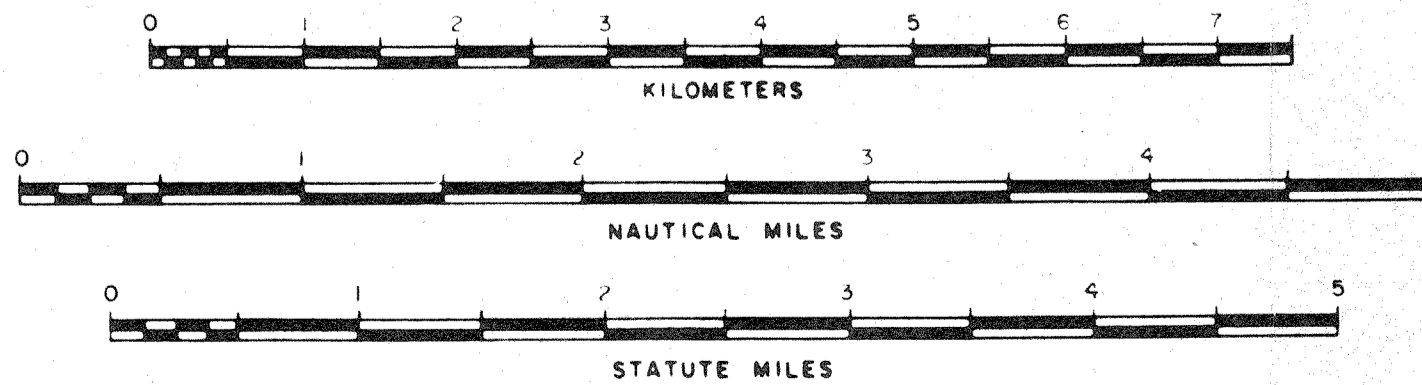 0 1 2 3 4 5 6 7
KILOMETERS
0 1 2 3 4
NAUTICAL MILES
0 1 2 3 4 5
STATUTE MILES